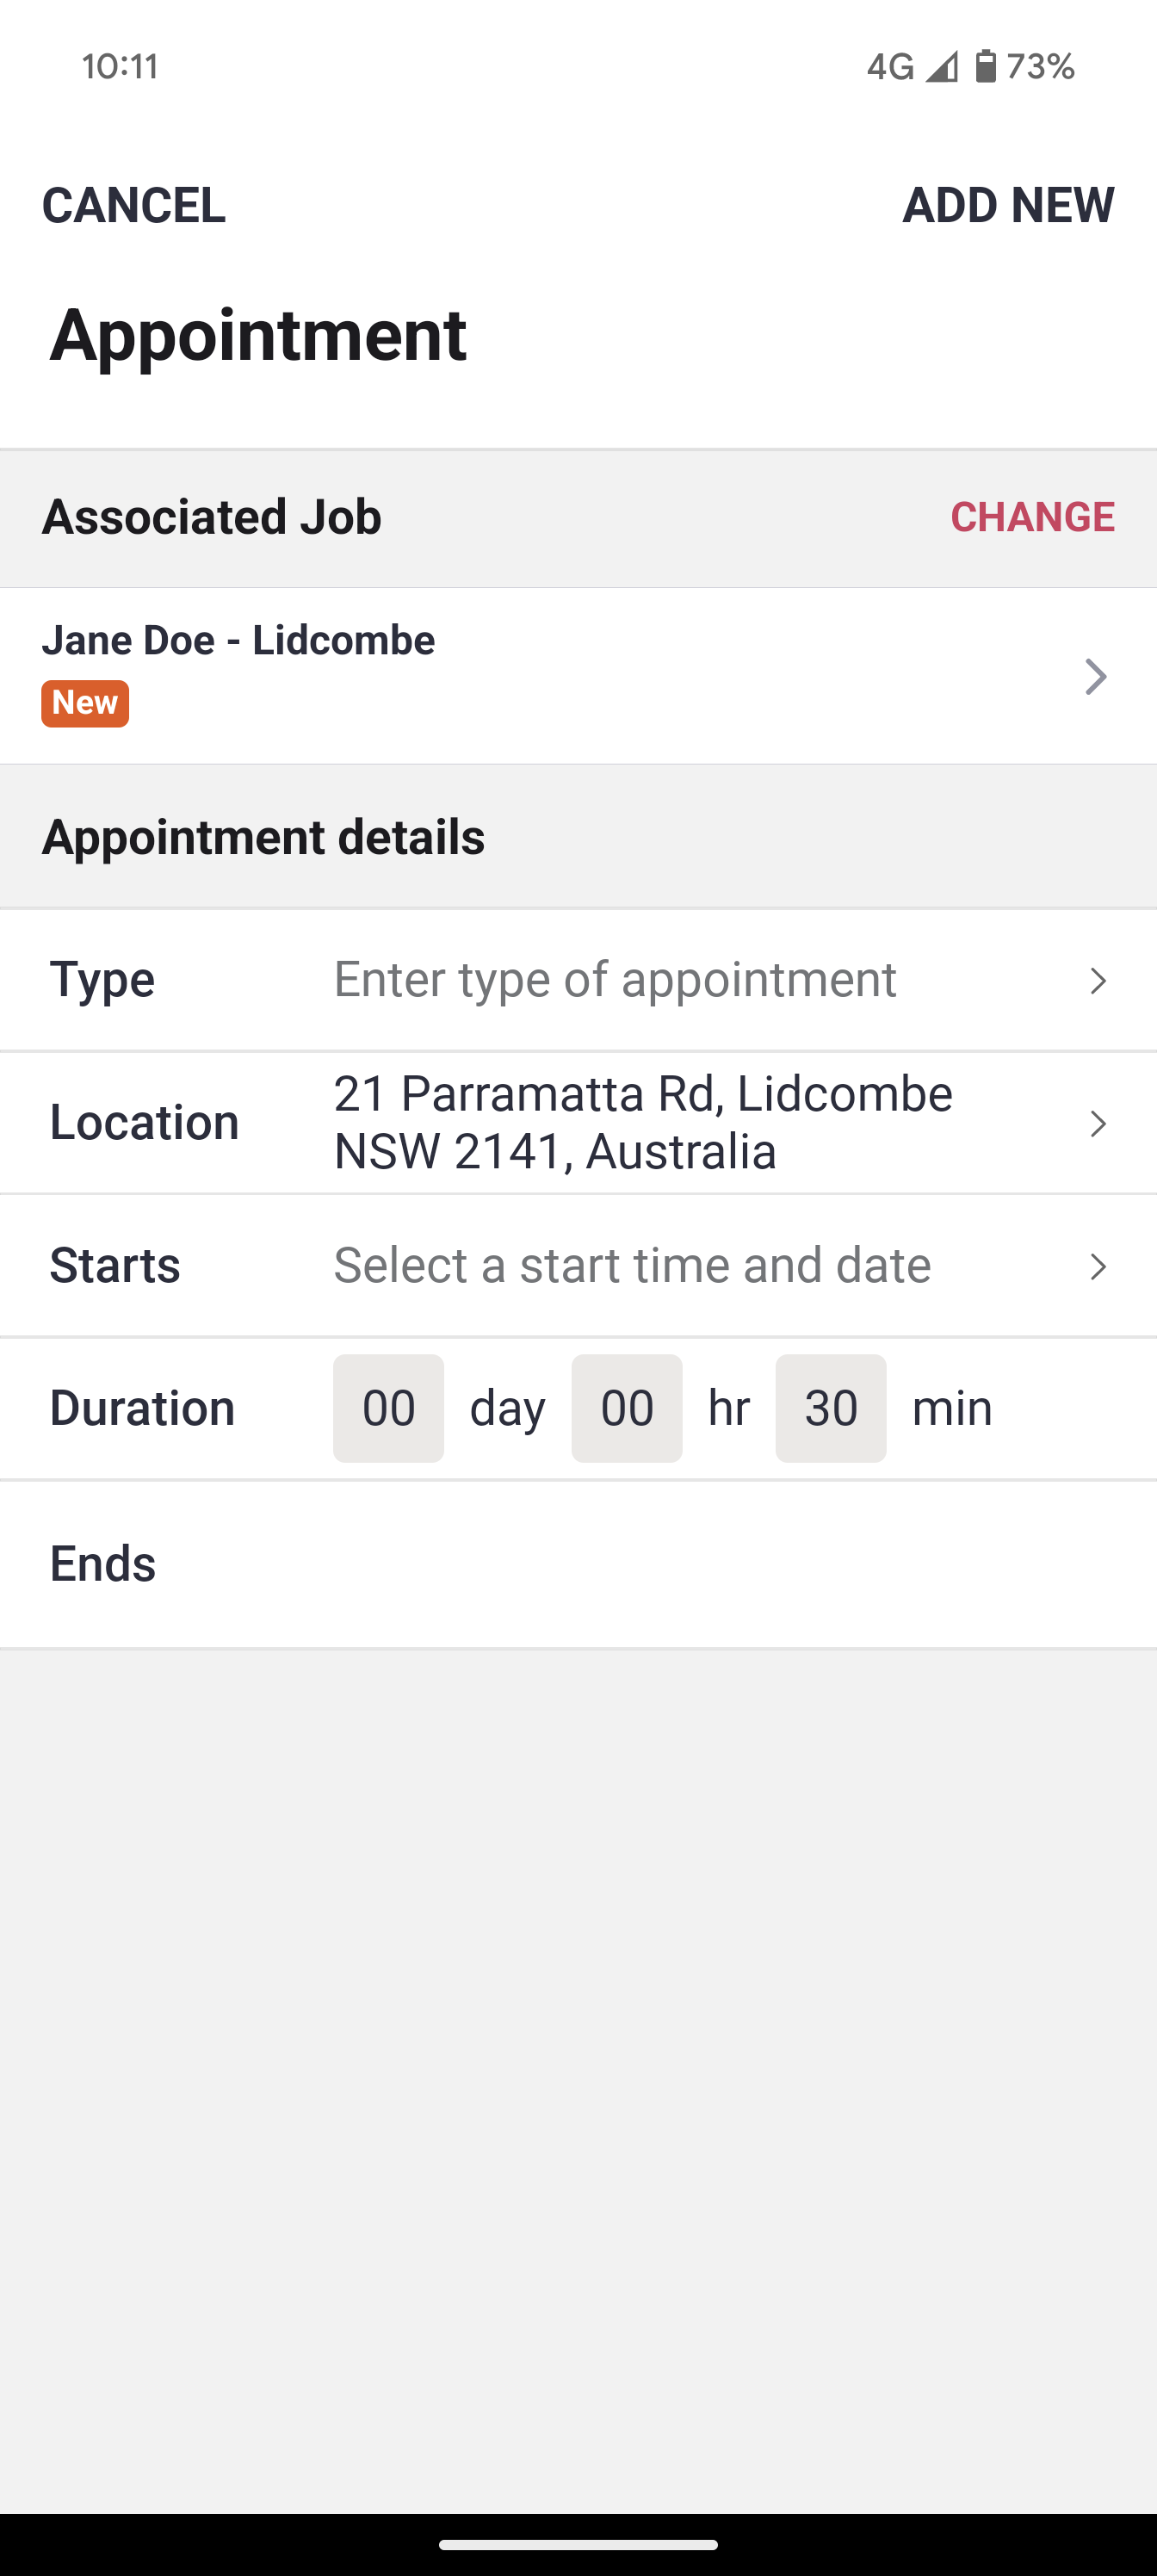 10:11 4G 73%
CANCEL ADD NEW
Appointment
Associated Job CHANGE
Jane Doe - Lidcombe
New
Appointment details
Type Enter type of appointment
Location 21 Parramatta Rd, Lidcombe
NSW 2141, Australia
Starts Select a start time and date
Duration 00 day 00 hr 30 min
Ends